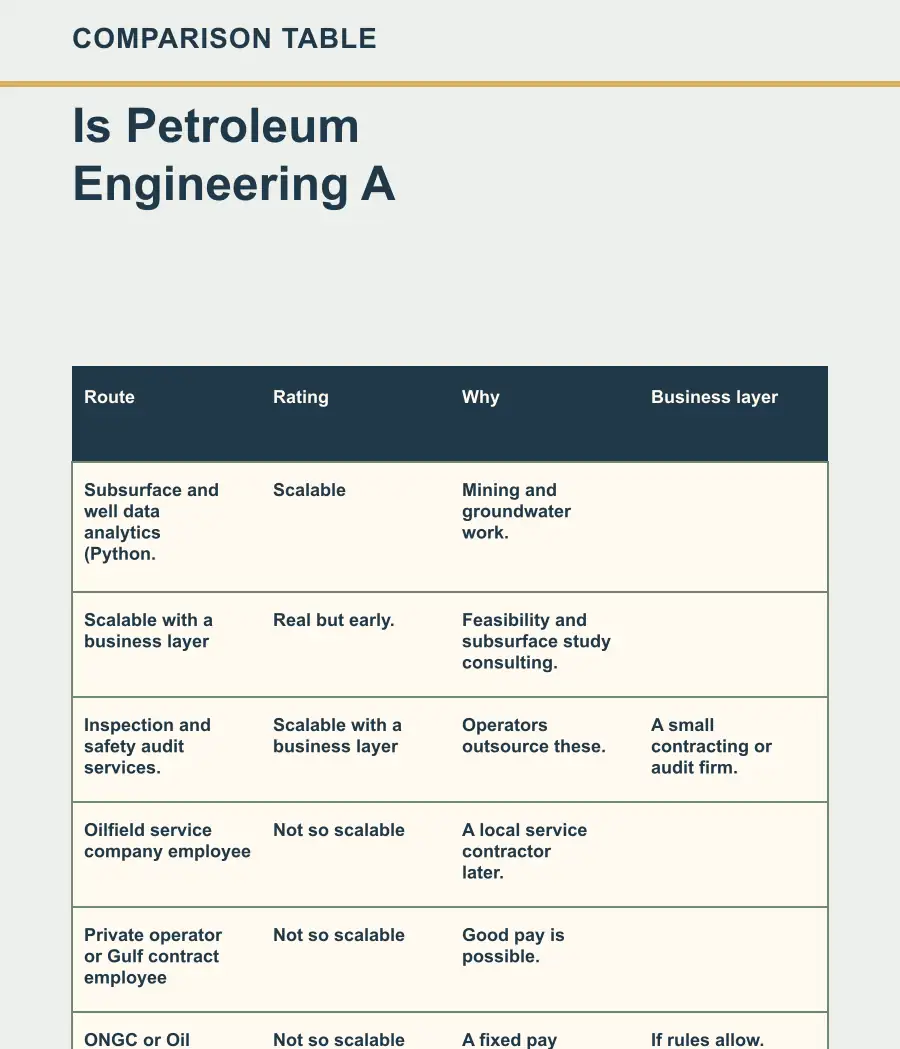 COMPARISON TABLE
Is Petroleum
Engineering A
Route Rating Why Business layer
Subsurface and
well data
analytics
(Python.
Scalable
Mining and
groundwater
work.
Scalable with a
business layer
Real but early.
Feasibility and
subsurface study
consulting.
Inspection and
safety audit
services.
Scalable with a
business layer
Operators
outsource these.
A small
contracting or
audit firm.
Oilfield service
company employee
Not so scalable
A local service
contractor
later.
Private operator
or Gulf contract
employee
Not so scalable
Good pay is
possible.
ONGC or Oil
Not so scalable
A fixed pay
If rules allow.